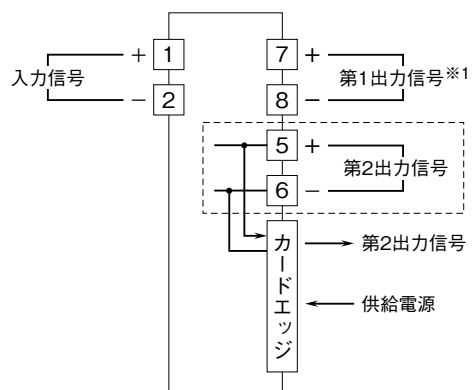 + 1
入力信号
− 2
7 +
第1出力信号※1
8 −
5 +
第2出力信号
6 −
カードエッジ
第2出力信号
供給電源